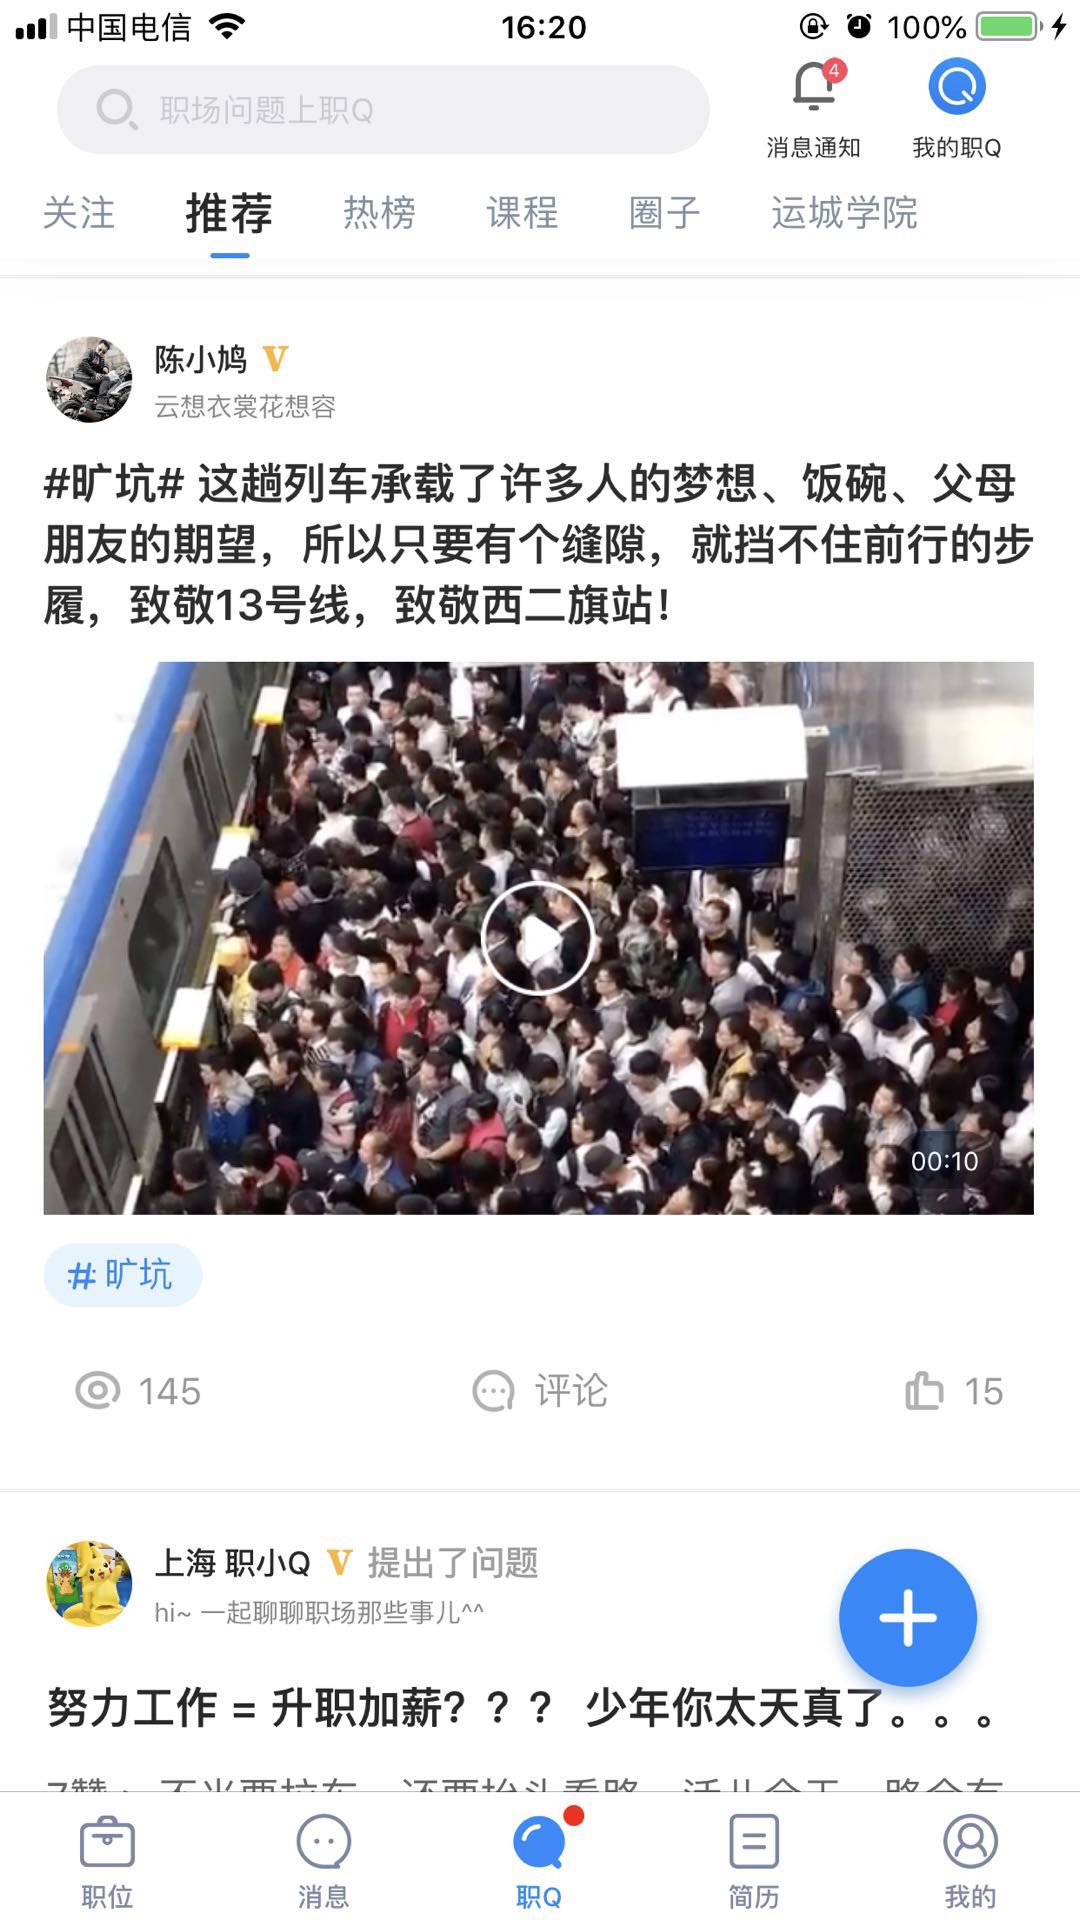 中国电信 16:20 100%
职场问题上职Q
4
消息通知 我的职Q
关注 推荐 热榜 课程 圈子 运城学院
陈小鸠 V
云想衣裳花想容
#旷坑# 这趟列车承载了许多人的梦想、饭碗、父母
朋友的期望，所以只要有个缝隙，就挡不住前行的步
履，致敬13号线，致敬西二旗站！
00:10
# 旷坑
145 评论 15
上海 职小Q V 提出了问题
hi~ 一起聊聊职场那些事儿^^
努力工作 = 升职加薪？？？ 少年你太天真了。。。
职位 消息 职Q 简历 我的